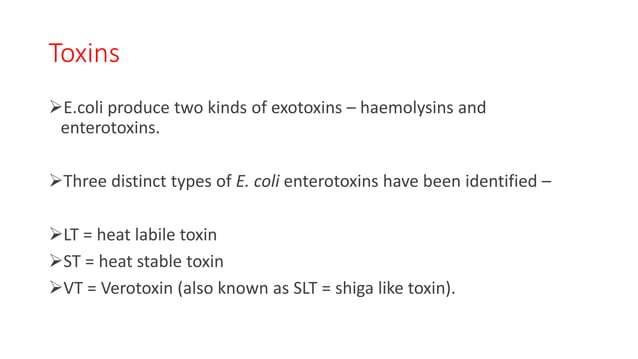 Toxins
➢E.coli produce two kinds of exotoxins – haemolysins and
enterotoxins.
➢Three distinct types of E. coli enterotoxins have been identified –
➢LT = heat labile toxin
➢ST = heat stable toxin
➢VT = Verotoxin (also known as SLT = shiga like toxin).